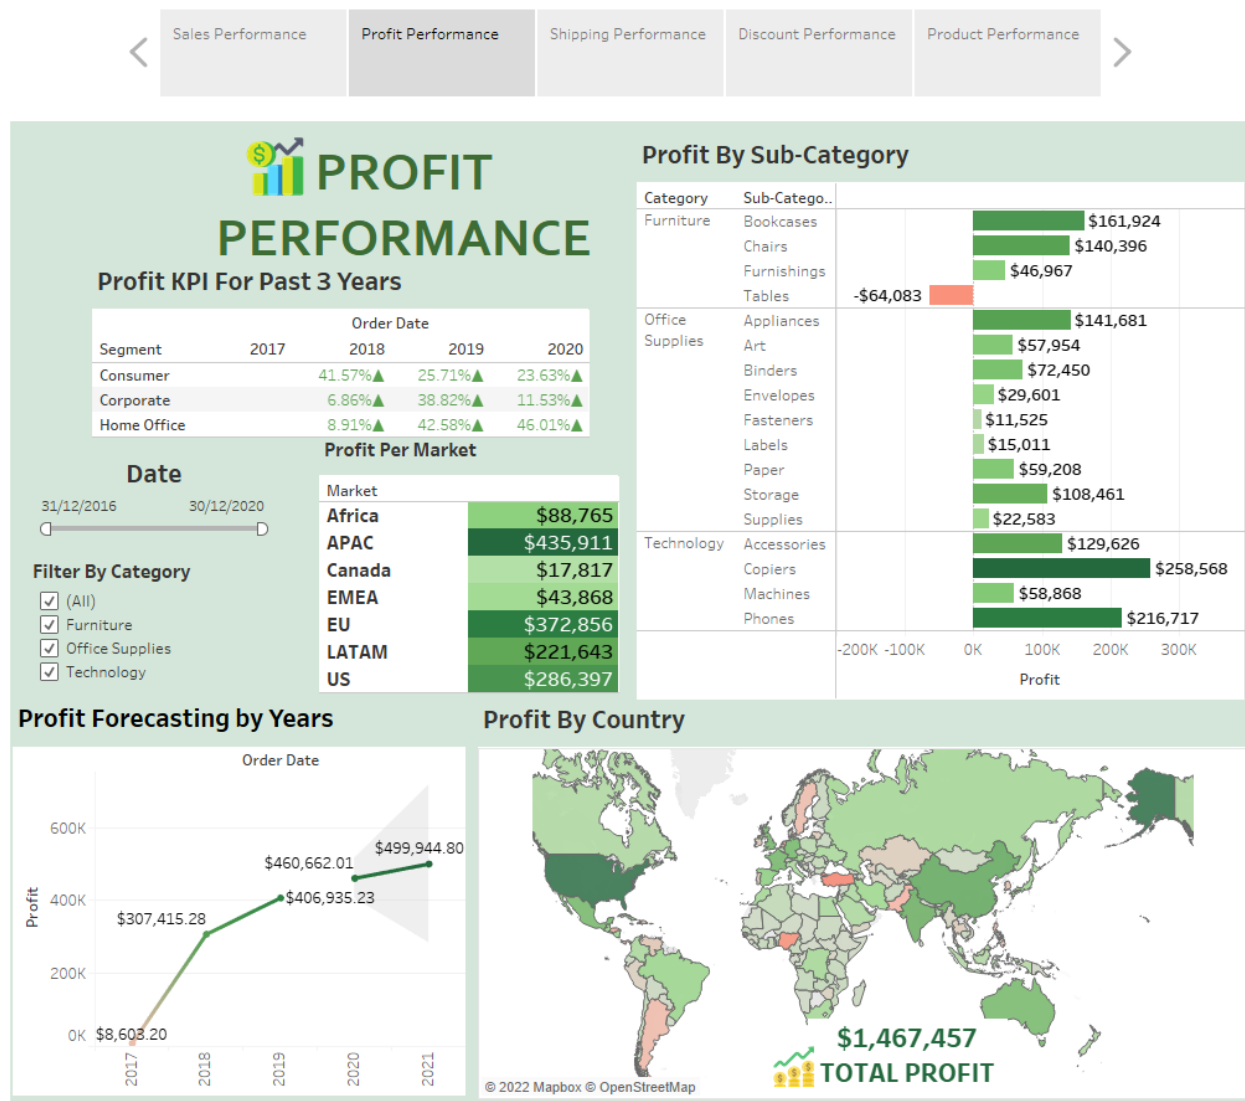 Sales Performance
Profit Performance
Shipping Performance
Discount Performance
Product Performance
PROFIT
PERFORMANCE
Profit KPI For Past 3 Years
Order Date
Segment 2017 2018 2019 2020
Consumer 41.57%▲ 25.71%▲ 23.63%▲
Corporate 6.86%▲ 38.82%▲ 11.53%▲
Home Office 8.91%▲ 42.58%▲ 46.01%▲
Date
31/12/2016 30/12/2020
Filter By Category
(All)
Furniture
Office Supplies
Technology
Profit Per Market
Market
Africa $88,765
APAC $435,911
Canada $17,817
EMEA $43,868
EU $372,856
LATAM $221,643
US $286,397
Profit By Sub-Category
Category Sub-Catego..
Furniture Bookcases $161,924
Chairs $140,396
Furnishings $46,967
Tables -$64,083
Office Supplies Appliances $141,681
Art $57,954
Binders $72,450
Envelopes $29,601
Fasteners $11,525
Labels $15,011
Paper $59,208
Storage $108,461
Supplies $22,583
Technology Accessories $129,626
Copiers $258,568
Machines $58,868
Phones $216,717
-200K -100K 0K 100K 200K 300K
Profit
Profit Forecasting by Years
Order Date
600K
400K
200K
0K
Profit
$8,603.20
$307,415.28
$406,935.23
$460,662.01
$499,944.80
2017
2018
2019
2020
2021
Profit By Country
$1,467,457
TOTAL PROFIT
© 2022 Mapbox © OpenStreetMap